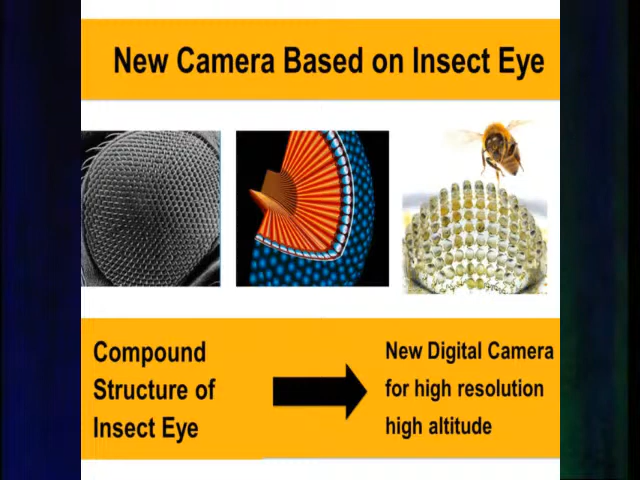 New Camera Based on Insect Eye
Compound
Structure of
Insect Eye
New Digital Camera
for high resolution
high altitude